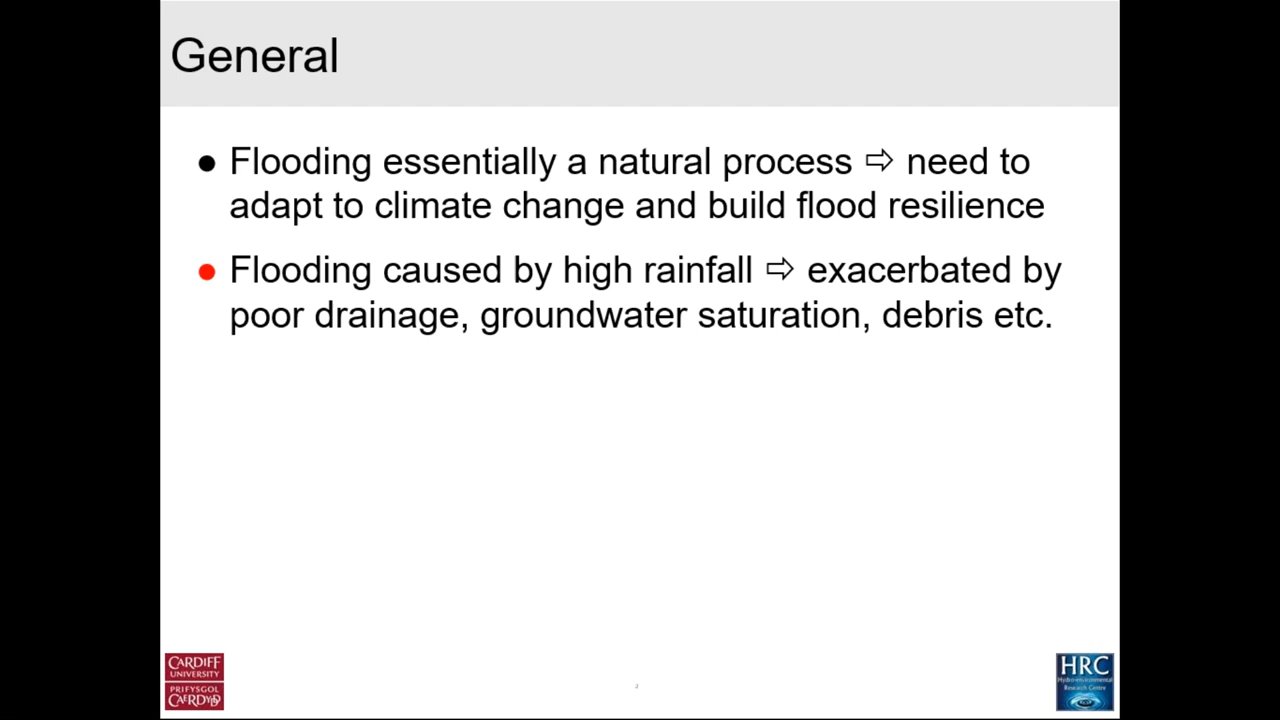 General
● Flooding essentially a natural process ⇨ need to
adapt to climate change and build flood resilience
● Flooding caused by high rainfall ⇨ exacerbated by
poor drainage, groundwater saturation, debris etc.
CARDIFF
UNIVERSITY
PRIFYSGOL
CAERDYDD
2
HRC
Hydro-environmental
Research Centre